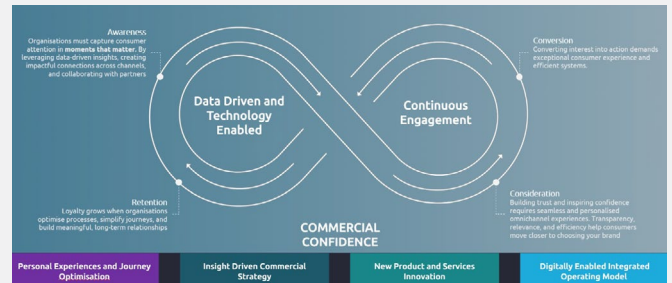 Awareness
Organisations must capture consumer
attention in moments that matter. By
leveraging data-driven insights, creating
impactful connections across channels,
and collaborating with partners
Conversion
Converting interest into action demands
exceptional consumer experience and
efficient systems.
Data Driven and
Technology
Enabled
Continuous
Engagement
Retention
Loyalty grows when organisations
optimise processes, simplify journeys, and
build meaningful, long-term relationships
Consideration
Building trust and inspiring confidence
requires seamless and personalised
omnichannel experiences. Transparency,
relevance, and efficiency help consumers
move closer to choosing your brand
COMMERCIAL
CONFIDENCE
Personal Experiences and Journey
Optimisation
Insight Driven Commercial
Strategy
New Product and Services
Innovation
Digitally Enabled Integrated
Operating Model